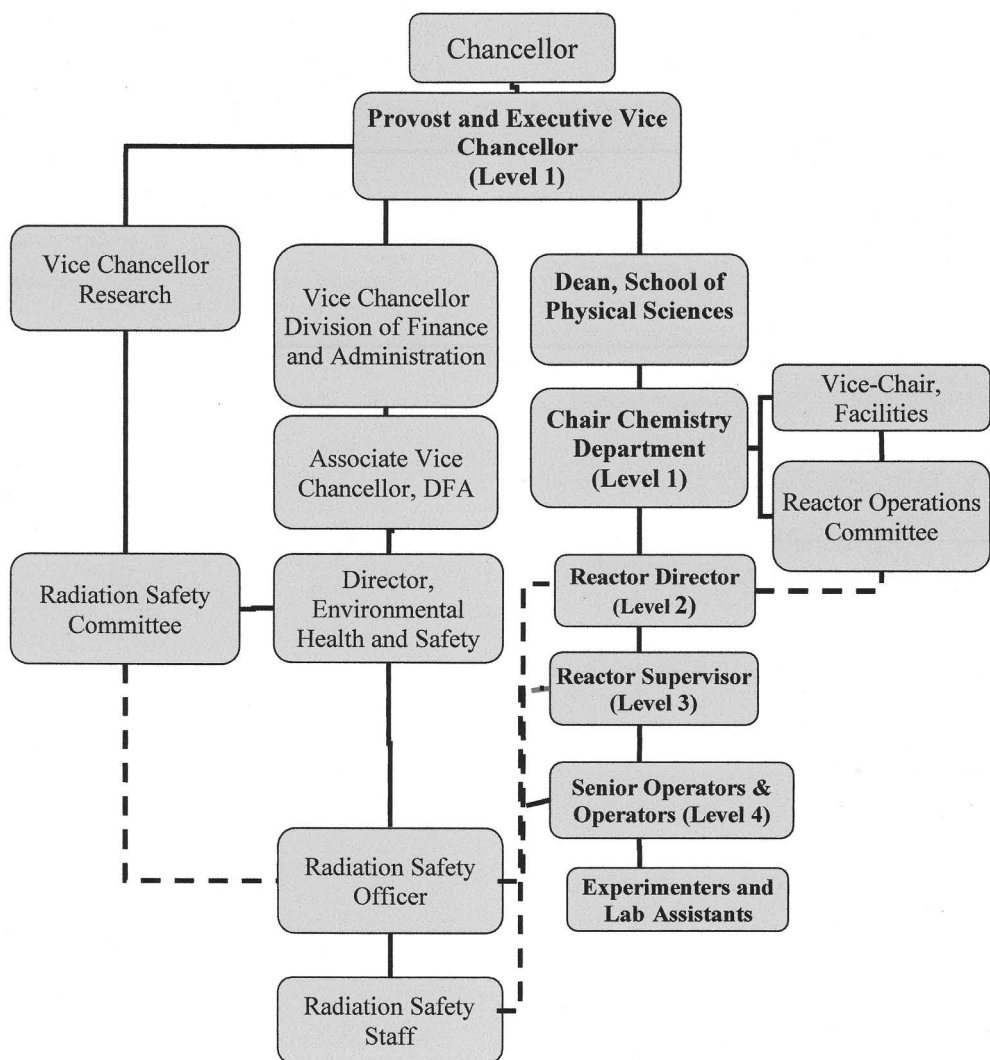 Chancellor
Provost and Executive Vice
Chancellor
(Level 1)
Vice Chancellor
Research
Vice Chancellor
Division of Finance
and Administration
Dean, School of
Physical Sciences
Vice-Chair,
Facilities
Chair Chemistry
Department
(Level 1)
Associate Vice
Chancellor, DFA
Reactor Operations
Committee
Radiation Safety
Committee
Director,
Environmental
Health and Safety
Reactor Director
(Level 2)
Reactor Supervisor
(Level 3)
Senior Operators &
Operators (Level 4)
Radiation Safety
Officer
Experimenters and
Lab Assistants
Radiation Safety
Staff